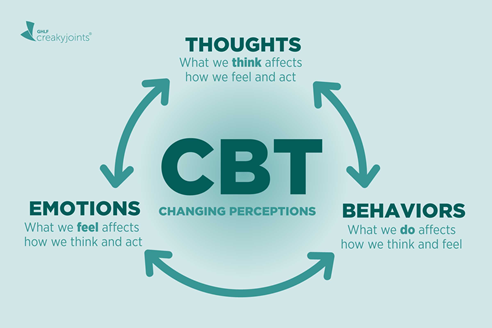 GHLF
creakyjoints®
THOUGHTS
What we think affects
how we feel and act
CBT
CHANGING PERCEPTIONS
EMOTIONS
What we feel affects
how we think and act
BEHAVIORS
What we do affects
how we think and feel